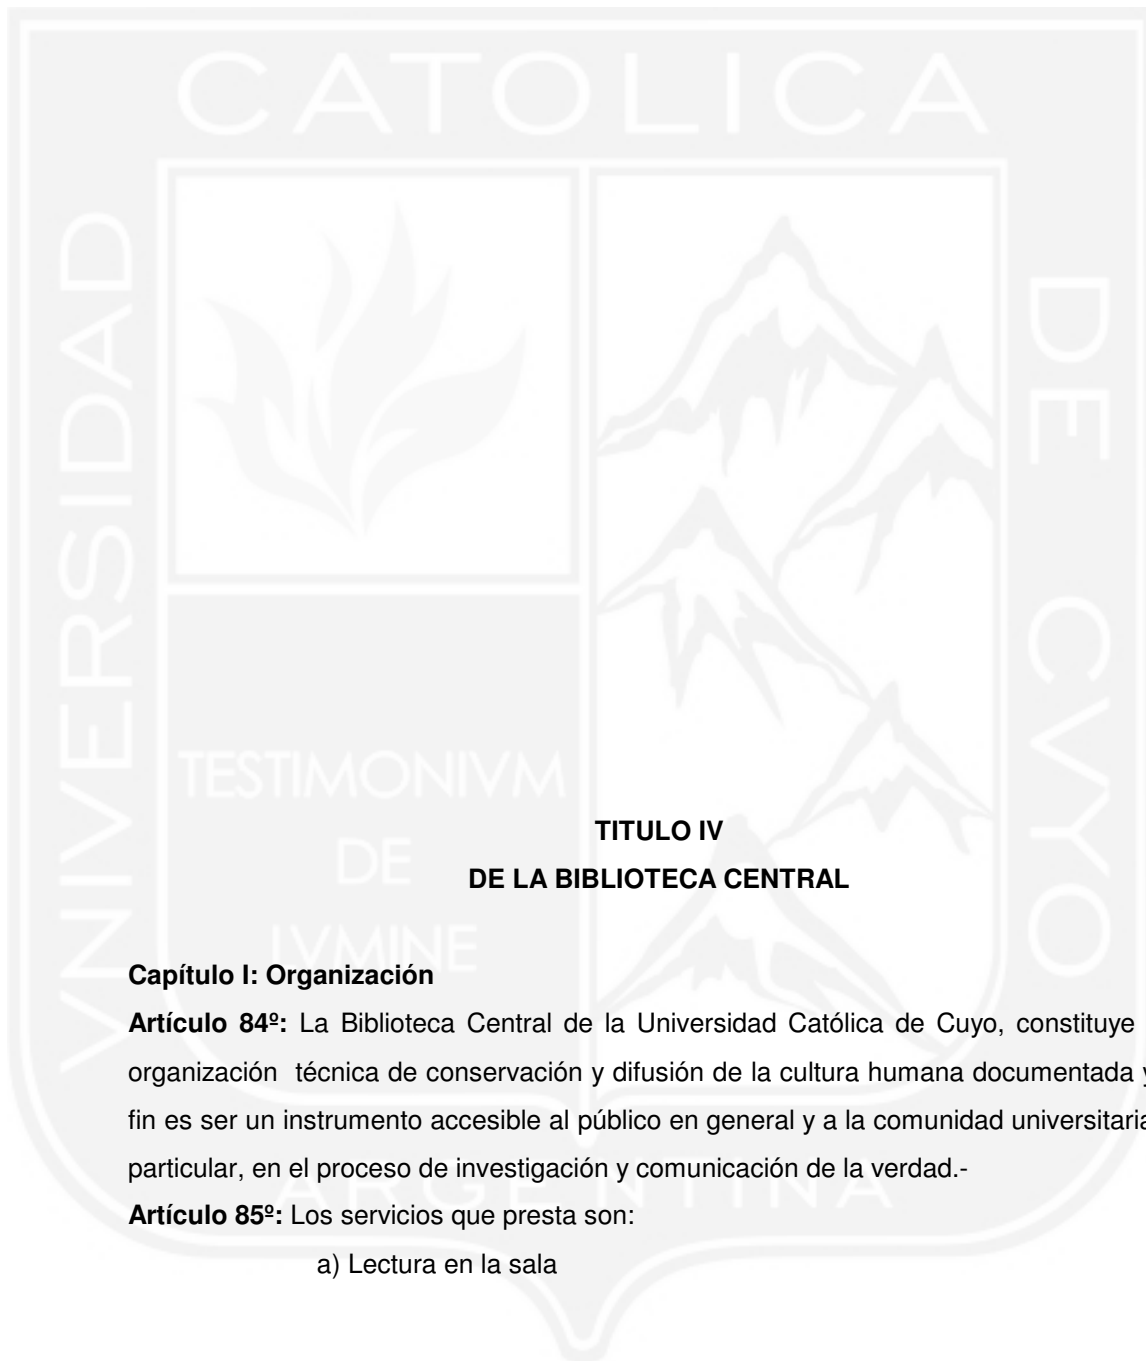 CATOLICA
VNIVERSIDAD
DE CVYO
TESTIMONIVM
DE
LVMINE
ARGENTINA
TITULO IV
DE LA BIBLIOTECA CENTRAL
Capítulo I: Organización
Artículo 84º: La Biblioteca Central de la Universidad Católica de Cuyo, constituye
organización técnica de conservación y difusión de la cultura humana documentada y
fin es ser un instrumento accesible al público en general y a la comunidad universitaria
particular, en el proceso de investigación y comunicación de la verdad.-
Artículo 85º: Los servicios que presta son:
a) Lectura en la sala